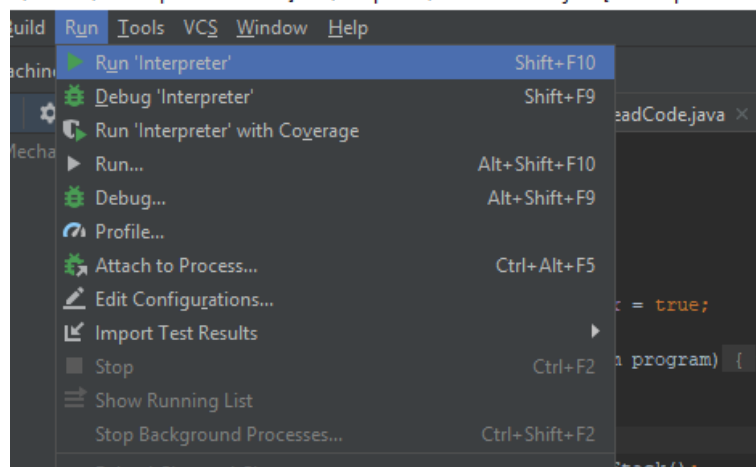 uild Run Tools VCS Window Help
Run 'Interpreter' Shift+F10
Debug 'Interpreter' Shift+F9
eadCode.java
Run 'Interpreter' with Coverage
Run... Alt+Shift+F10
Debug... Alt+Shift+F9
Profile...
Attach to Process... Ctrl+Alt+F5
Edit Configurations...
= true;
Import Test Results
program) {
Stop Ctrl+F2
Show Running List
Stop Background Processes... Ctrl+Shift+F2